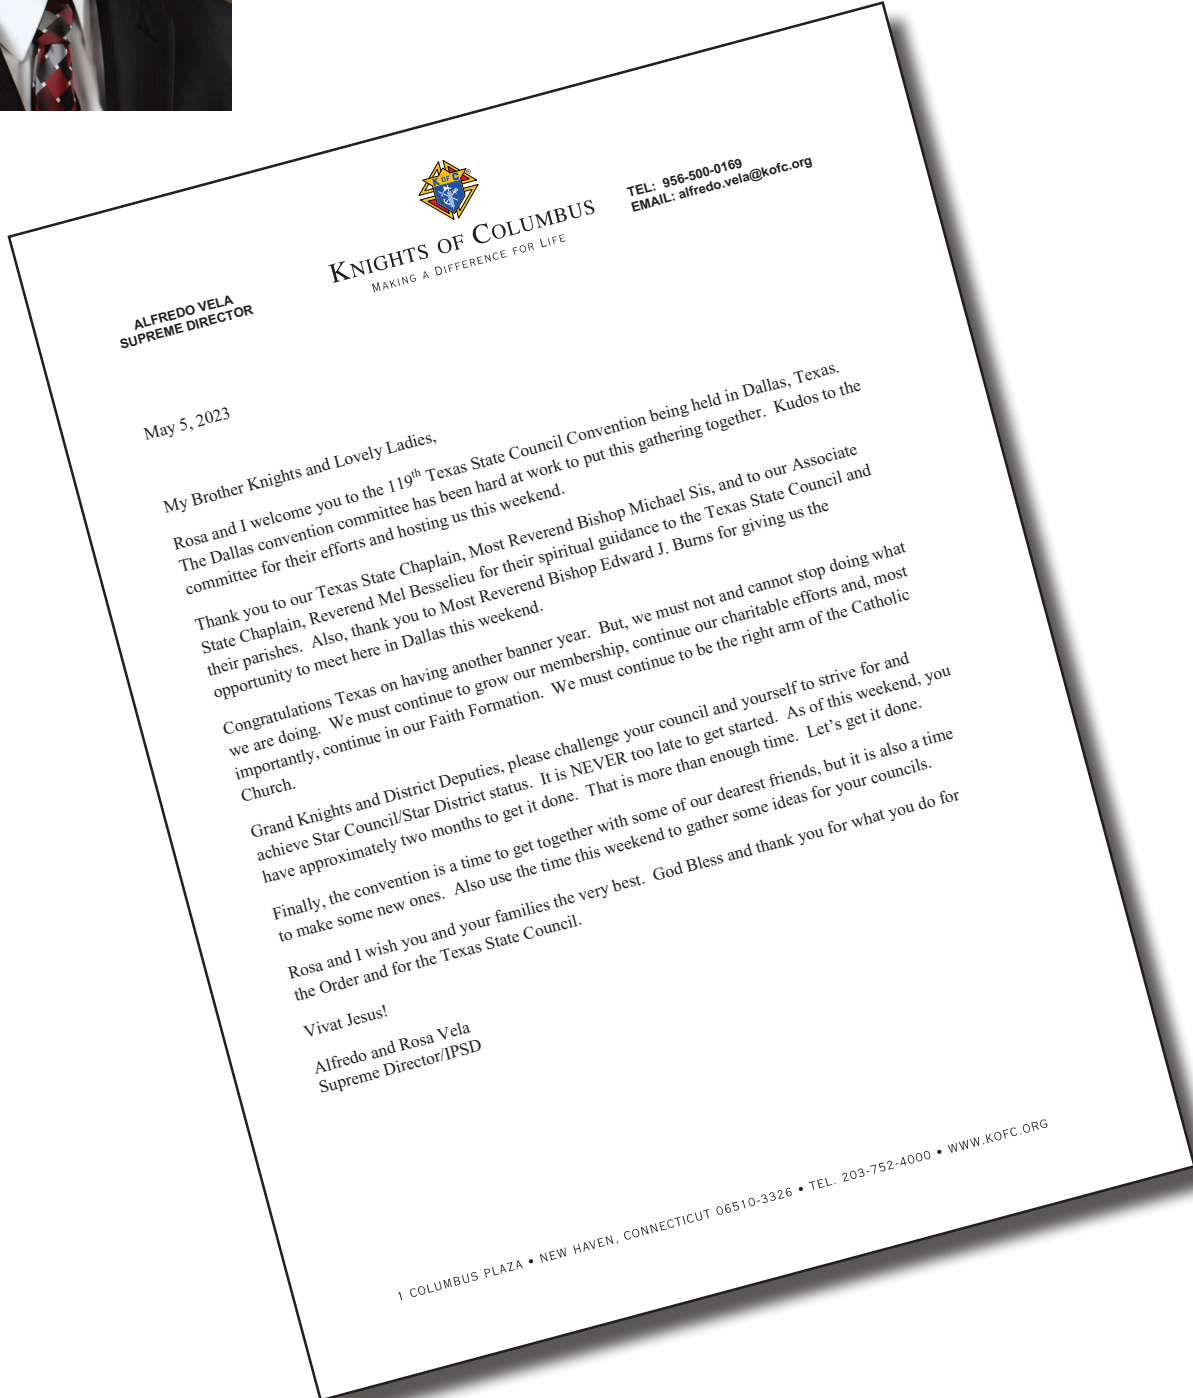 K OF C
KNIGHTS OF COLUMBUS
MAKING A DIFFERENCE FOR LIFE
TEL: 956-500-0169
EMAIL: alfredo.vela@kofc.org
ALFREDO VELA
SUPREME DIRECTOR
May 5, 2023
My Brother Knights and Lovely Ladies,
Rosa and I welcome you to the 119th Texas State Council Convention being held in Dallas, Texas.
The Dallas convention committee has been hard at work to put this gathering together. Kudos to the
committee for their efforts and hosting us this weekend.
Thank you to our Texas State Chaplain, Most Reverend Bishop Michael Sis, and to our Associate
State Chaplain, Reverend Mel Besselieu for their spiritual guidance to the Texas State Council and
their parishes. Also, thank you to Most Reverend Bishop Edward J. Burns for giving us the
opportunity to meet here in Dallas this weekend.
Congratulations Texas on having another banner year. But, we must not and cannot stop doing what
we are doing. We must continue to grow our membership, continue our charitable efforts and, most
importantly, continue in our Faith Formation. We must continue to be the right arm of the Catholic
Church.
Grand Knights and District Deputies, please challenge your council and yourself to strive for and
achieve Star Council/Star District status. It is NEVER too late to get started. As of this weekend, you
have approximately two months to get it done. That is more than enough time. Let's get it done.
Finally, the convention is a time to get together with some of our dearest friends, but it is also a time
to make some new ones. Also use the time this weekend to gather some ideas for your councils.
Rosa and I wish you and your families the very best. God Bless and thank you for what you do for
the Order and for the Texas State Council.
Vivat Jesus!
Alfredo and Rosa Vela
Supreme Director/IPSD
1 COLUMBUS PLAZA • NEW HAVEN, CONNECTICUT 06510-3326 • TEL. 203-752-4000 • WWW.KOFC.ORG